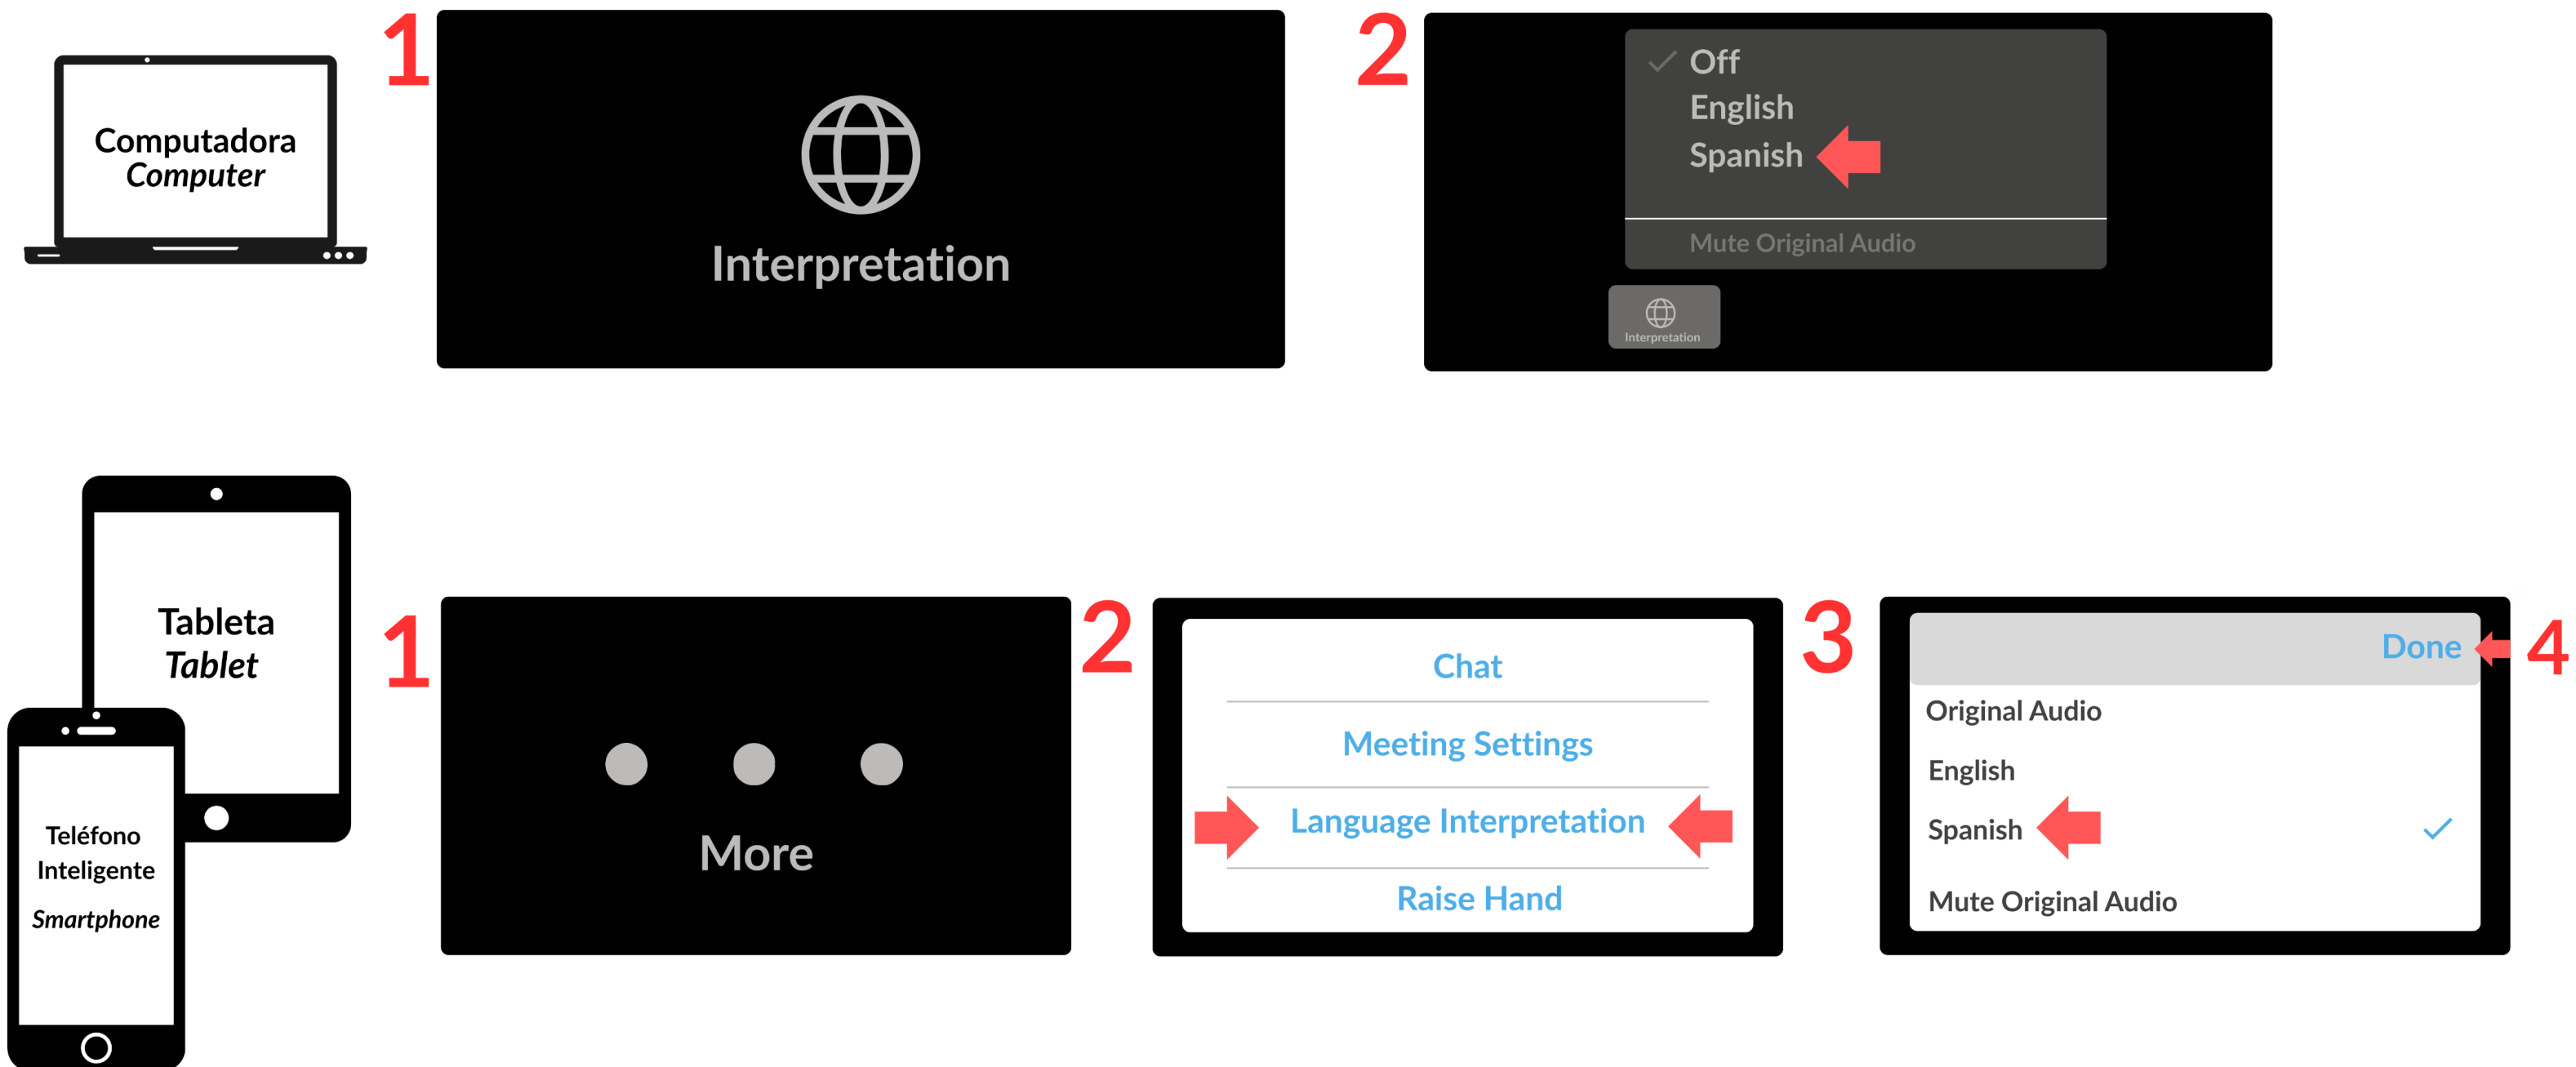 Computadora
Computer
1
Interpretation
2
Off
English
Spanish
Mute Original Audio
Interpretation
Tableta
Tablet
Teléfono
Inteligente
Smartphone
1
More
2
Chat
Meeting Settings
Language Interpretation
Raise Hand
3
Done
4
Original Audio
English
Spanish
Mute Original Audio